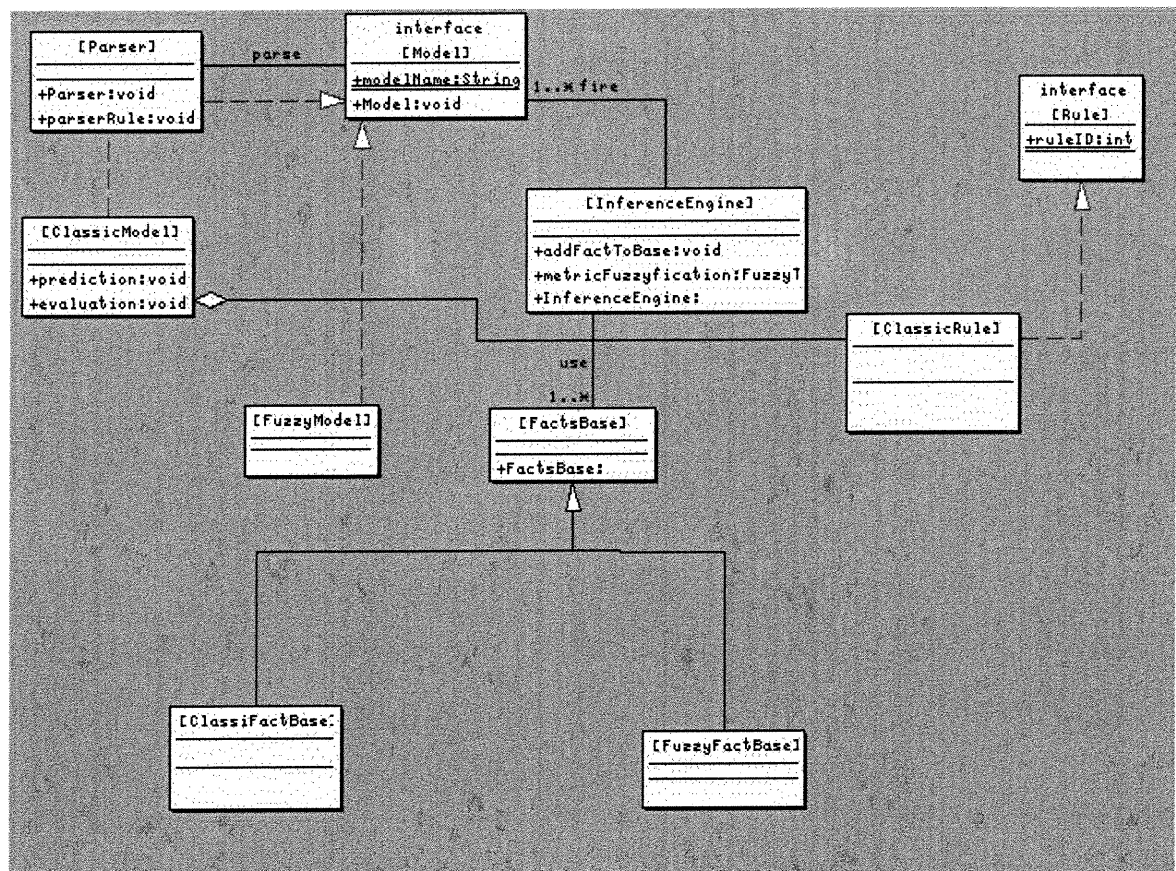 [Parser]
+Parser:void
+parserRule:void
parse
interface
[Model]
+modelName:String
+Model:void
1..* fire
interface
[Rule]
+ruleID:int
[ClassicModel]
+prediction:void
+evaluation:void
[InferenceEngine]
+addFactToBase:void
+metricFuzzyfication:FuzzyT
+InferenceEngine:
[ClassicRule]
use
1..*
[FuzzyModel]
[FactsBase]
+FactsBase:
[ClassiFactBase]
[FuzzyFactBase]